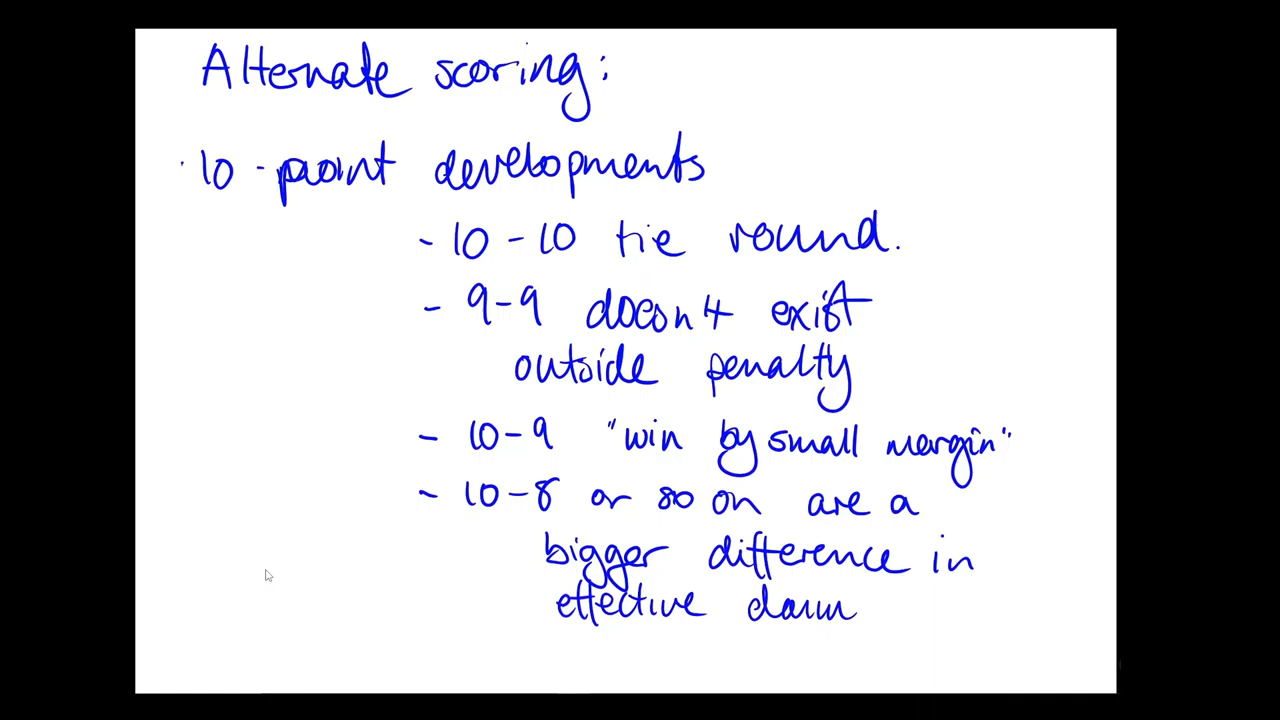 Alternate scoring:
· 10-point developments
- 10-10 tie round.
- 9-9 doesn't exist
outside penalty
- 10-9 "win by small margin"
- 10-8 or so on are a
bigger difference in
effective